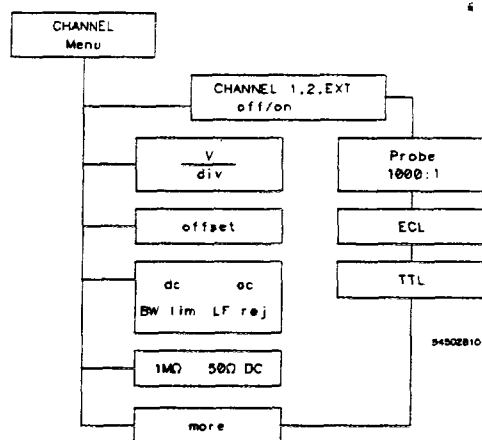 CHANNEL
Menu
CHANNEL 1,2,EXT
off/on
V
div
Probe
1000:1
offset
ECL
dc ac
BW lim LF rej
TTL
54502B10
1MΩ 50Ω DC
more